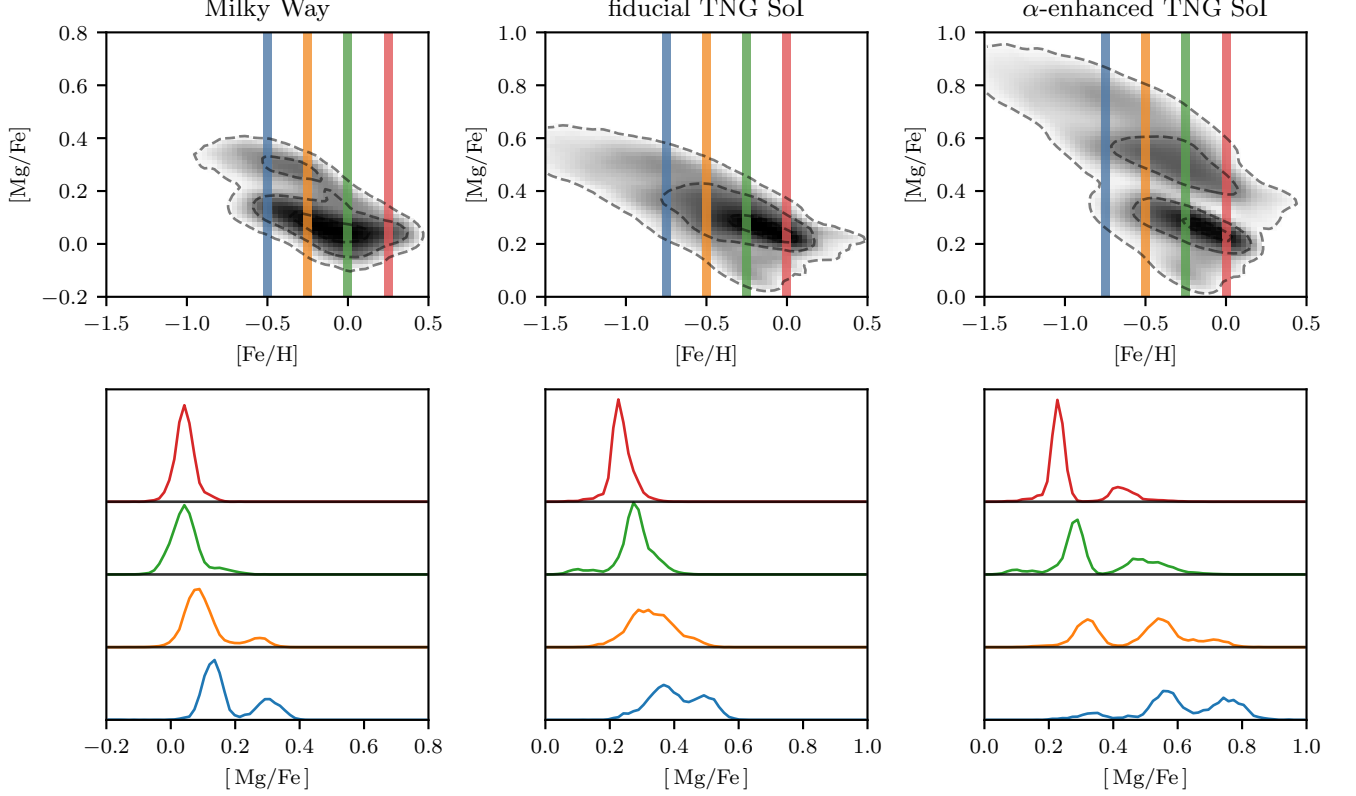 Milky Way
fiducial TNG SoI
α-enhanced TNG SoI
0.8
0.6
0.4
0.2
0.0
−0.2
[Mg/Fe]
−1.5 −1.0 −0.5 0.0 0.5
[Fe/H]
1.0
0.8
0.6
0.4
0.2
0.0
[Mg/Fe]
−1.5 −1.0 −0.5 0.0 0.5
[Fe/H]
1.0
0.8
0.6
0.4
0.2
0.0
[Mg/Fe]
−1.5 −1.0 −0.5 0.0 0.5
[Fe/H]
−0.2 0.0 0.2 0.4 0.6 0.8
[Mg/Fe]
0.0 0.2 0.4 0.6 0.8 1.0
[Mg/Fe]
0.0 0.2 0.4 0.6 0.8 1.0
[Mg/Fe]